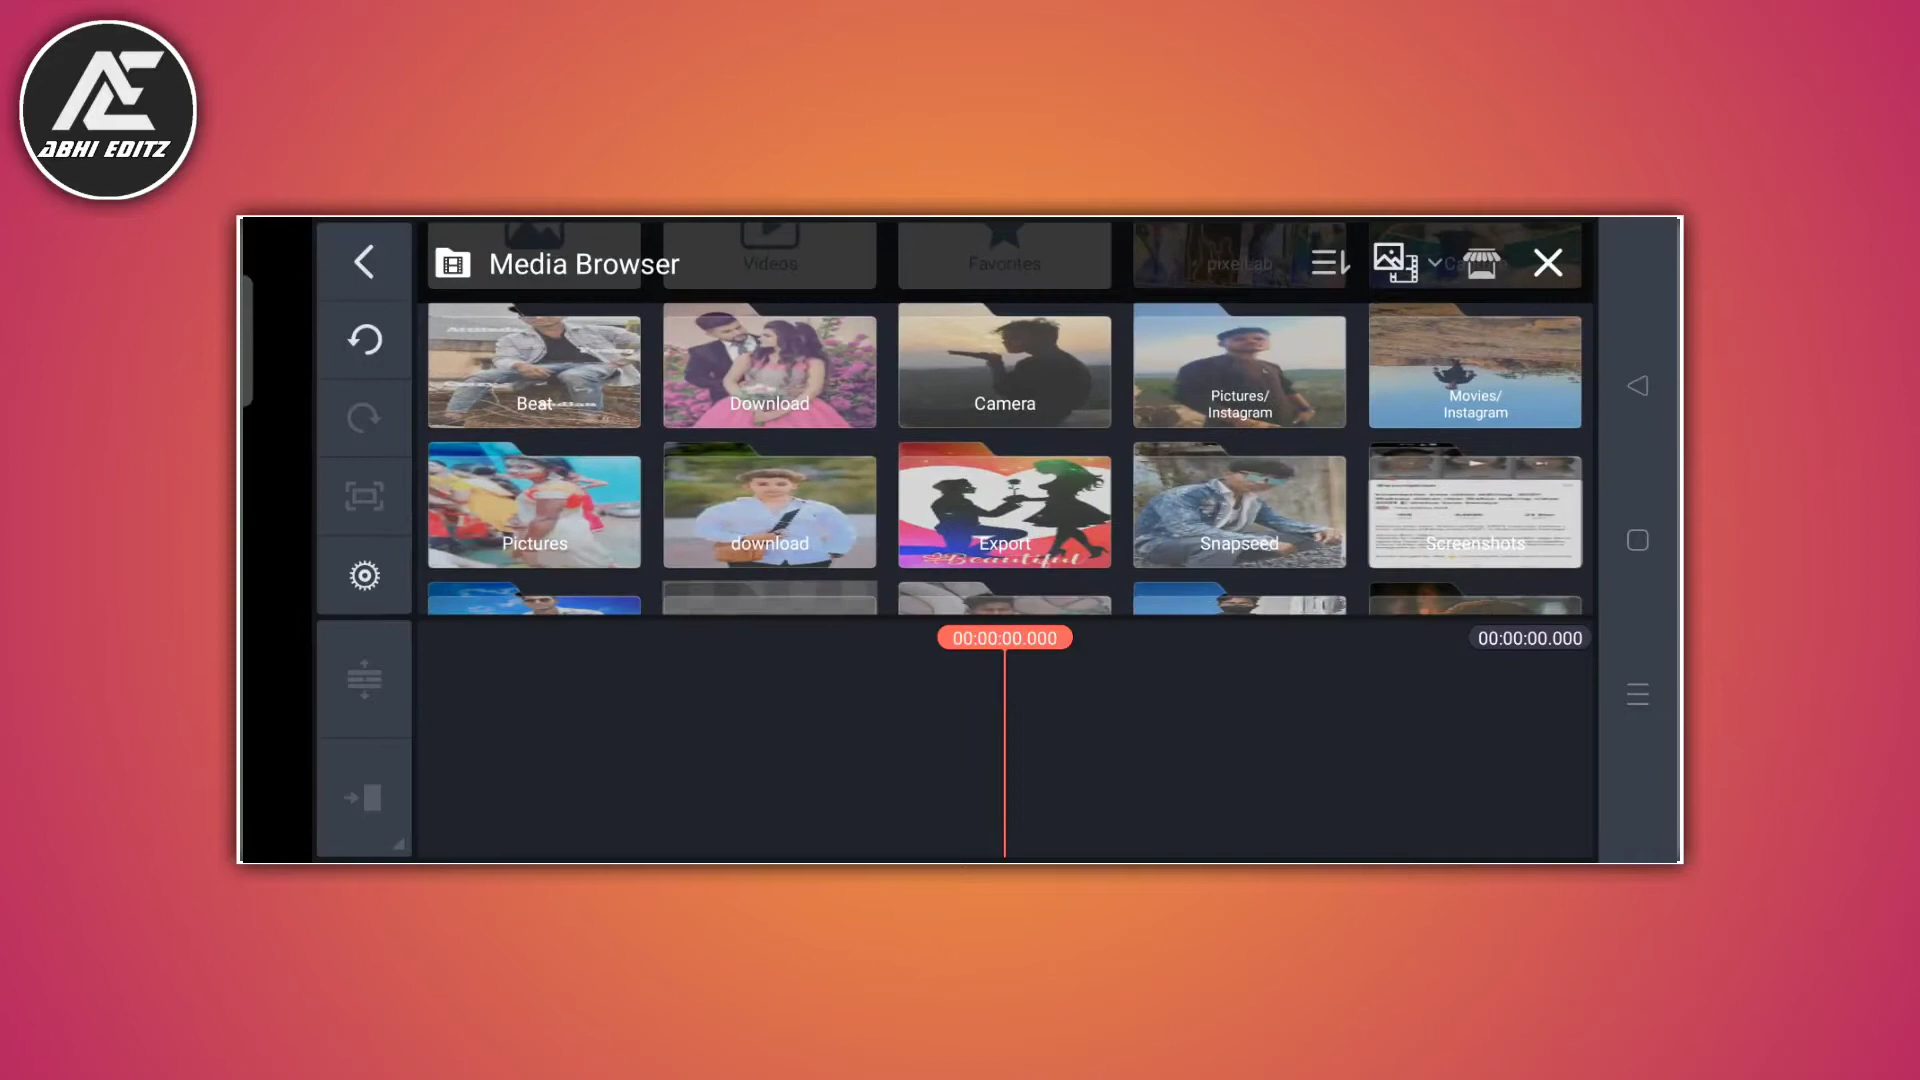 ABHI EDITZ
Media Browser
Videos
Favorites
pixelLab
Beat
Download
Camera
Pictures/
Instagram
Movies/
Instagram
Pictures
download
Export
Beautiful
Snapseed
Screenshots
00:00:00.000
00:00:00.000